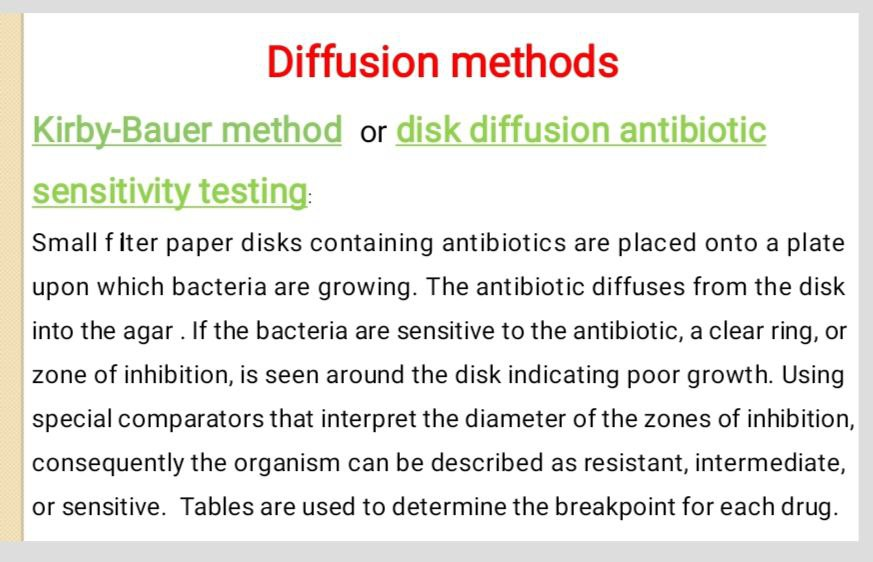 Diffusion methods
Kirby-Bauer method or disk diffusion antibiotic
sensitivity testing:
Small f lter paper disks containing antibiotics are placed onto a plate
upon which bacteria are growing. The antibiotic diffuses from the disk
into the agar . If the bacteria are sensitive to the antibiotic, a clear ring, or
zone of inhibition, is seen around the disk indicating poor growth. Using
special comparators that interpret the diameter of the zones of inhibition,
consequently the organism can be described as resistant, intermediate,
or sensitive. Tables are used to determine the breakpoint for each drug.